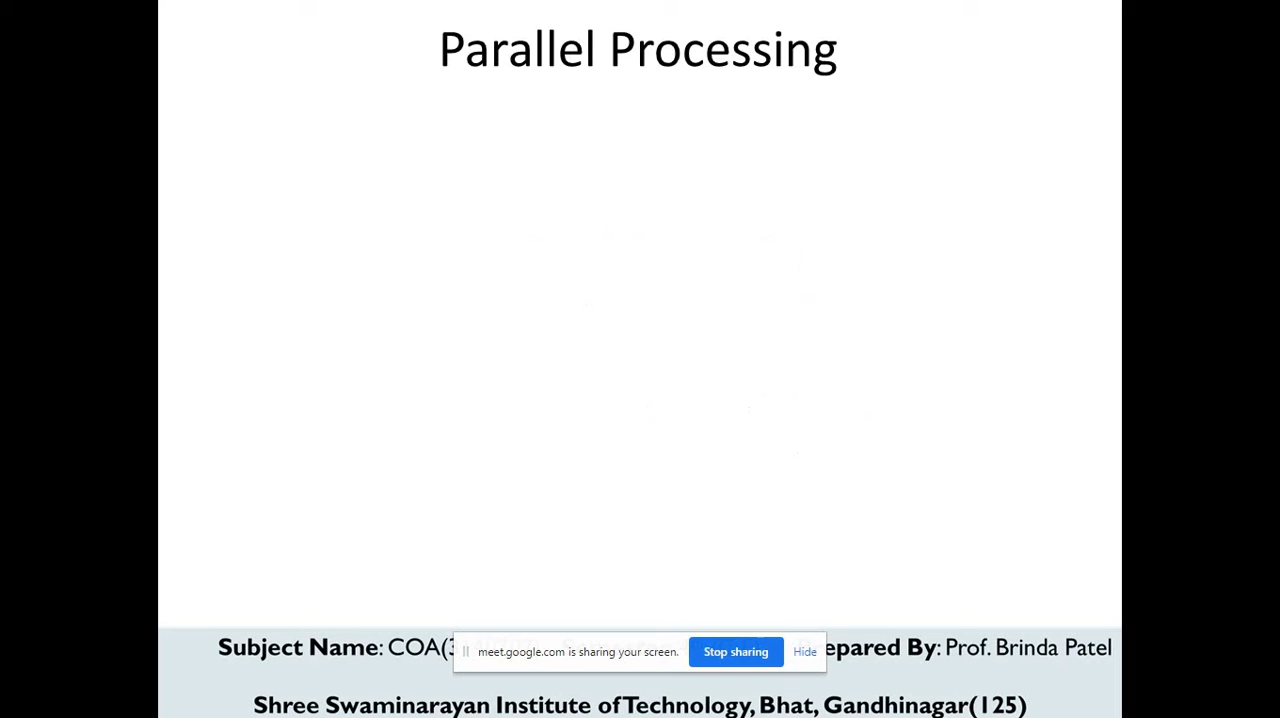 Parallel Processing
Subject Name: COA(3
epared By: Prof. Brinda Patel
meet.google.com is sharing your screen. Stop sharing Hide
Shree Swaminarayan Institute of Technology, Bhat, Gandhinagar(125)